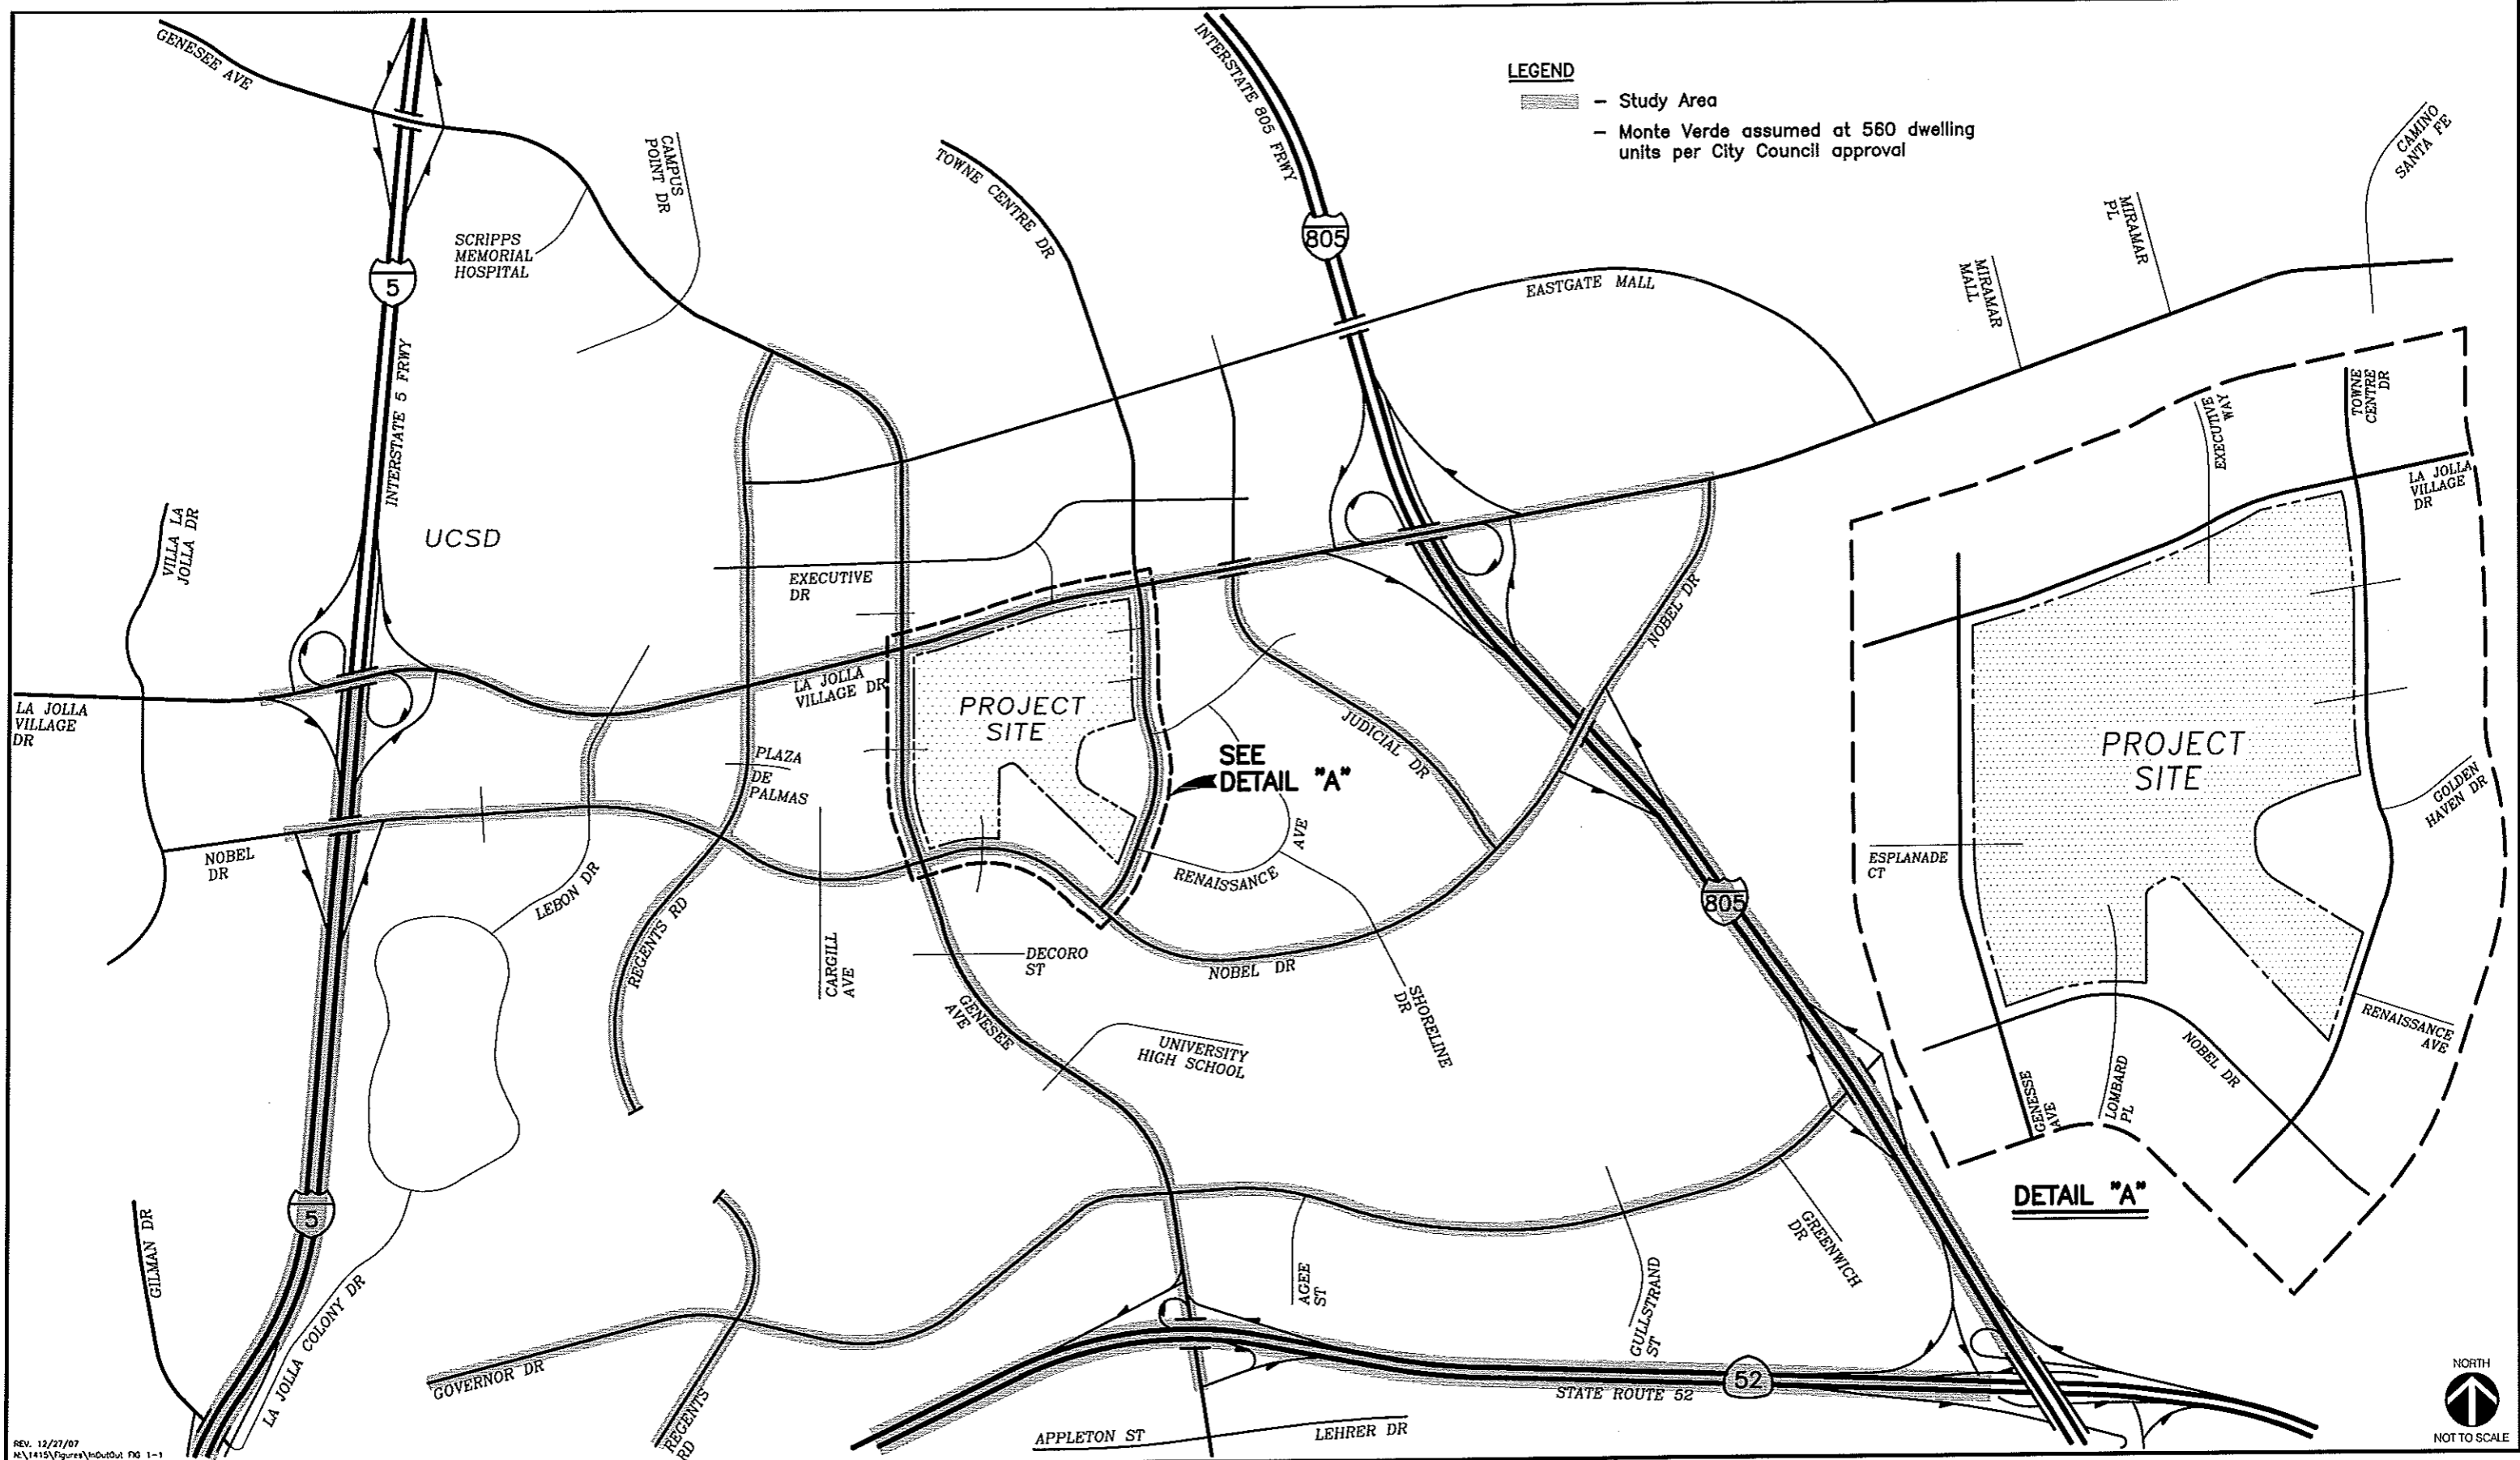 GENESEE AVE
INTERSTATE 805 FRWY
LEGEND
– Study Area
– Monte Verde assumed at 560 dwelling
units per City Council approval
CAMINO
SANTA FE
CAMPUS
POINT DR
TOWNE CENTRE DR
MIRAMAR
PL
SCRIPPS
MEMORIAL
HOSPITAL
805
5
EASTGATE MALL
MIRAMAR
MALL
INTERSTATE 5 FRWY
TOWNE
CENTRE
DR
EXECUTIVE
WAY
LA JOLLA
VILLAGE
DR
VILLA LA
JOLLA DR
UCSD
EXECUTIVE
DR
NOBEL DR
LA JOLLA
VILLAGE DR
LA JOLLA
VILLAGE
DR
PROJECT
SITE
JUDICIAL DR
PROJECT
SITE
PLAZA
DE
PALMAS
SEE
DETAIL "A"
GOLDEN
HAVEN DR
NOBEL
DR
AVE
RENAISSANCE
ESPLANADE
CT
LEBON DR
REGENTS RD
CARGILL
AVE
805
DECORO
ST
NOBEL DR
GENESEE
AVE
SHORELINE
DR
UNIVERSITY
HIGH SCHOOL
RENAISSANCE
AVE
NOBEL DR
GENESSE
AVE
LOMBARD
PL
DETAIL "A"
5
GILMAN DR
LA JOLLA COLONY DR
AGEE
ST
GREENWICH
DR
GULLSTRAND
ST
GOVERNOR DR
REGENTS
RD
52
STATE ROUTE 52
APPLETON ST
LEHRER DR
NORTH
NOT TO SCALE
REV. 12/27/07
N:\1415\Figures\InOutOut FIG 1-1